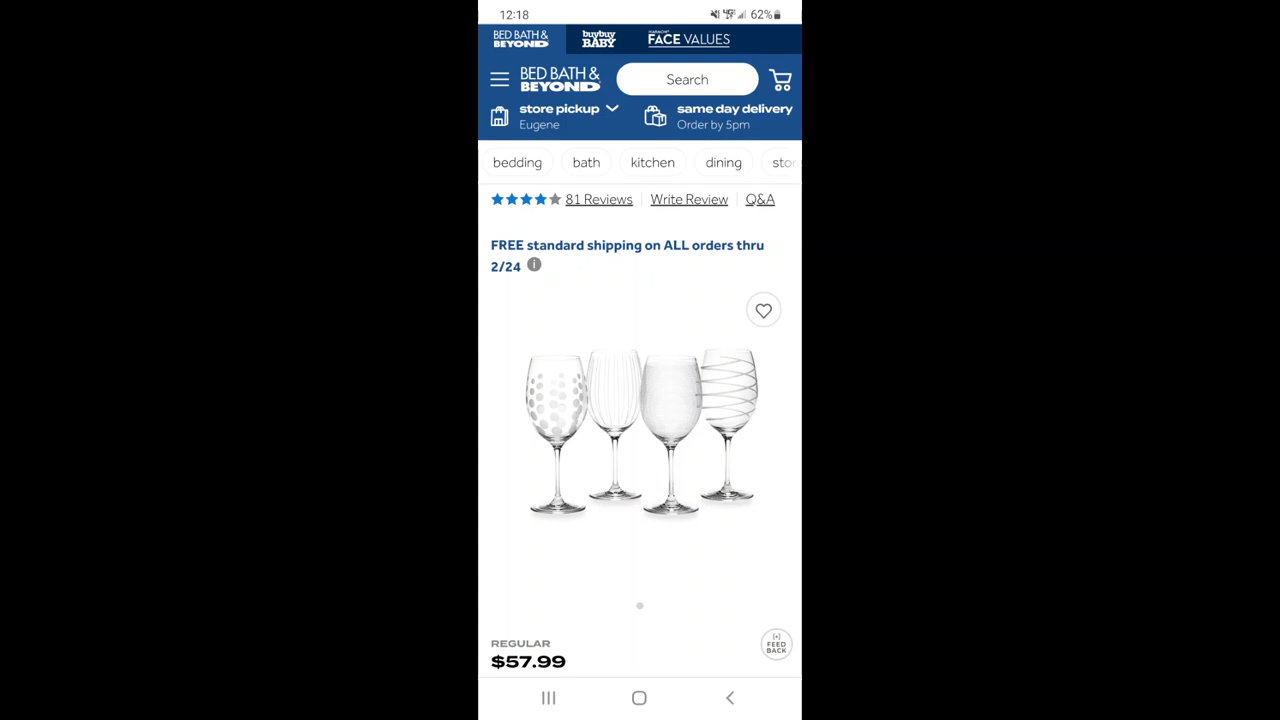 12:18 62%
BED BATH & BEYOND buybuy BABY HARMON FACE VALUES
BED BATH & BEYOND Search
store pickup same day delivery
Eugene Order by 5pm
bedding bath kitchen dining stor
81 Reviews Write Review Q&A
FREE standard shipping on ALL orders thru
2/24
REGULAR
$57.99
[+] FEED BACK